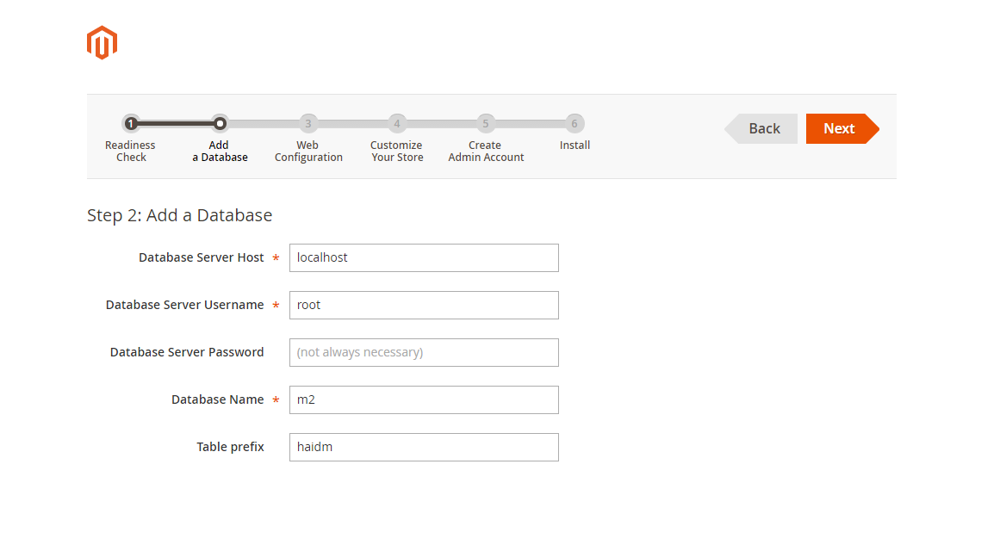 1
3
4
5
6
Readiness
Check
Add
a Database
Web
Configuration
Customize
Your Store
Create
Admin Account
Install
Back
Next
Step 2: Add a Database
Database Server Host *
localhost
Database Server Username *
root
Database Server Password
(not always necessary)
Database Name *
m2
Table prefix
haidm